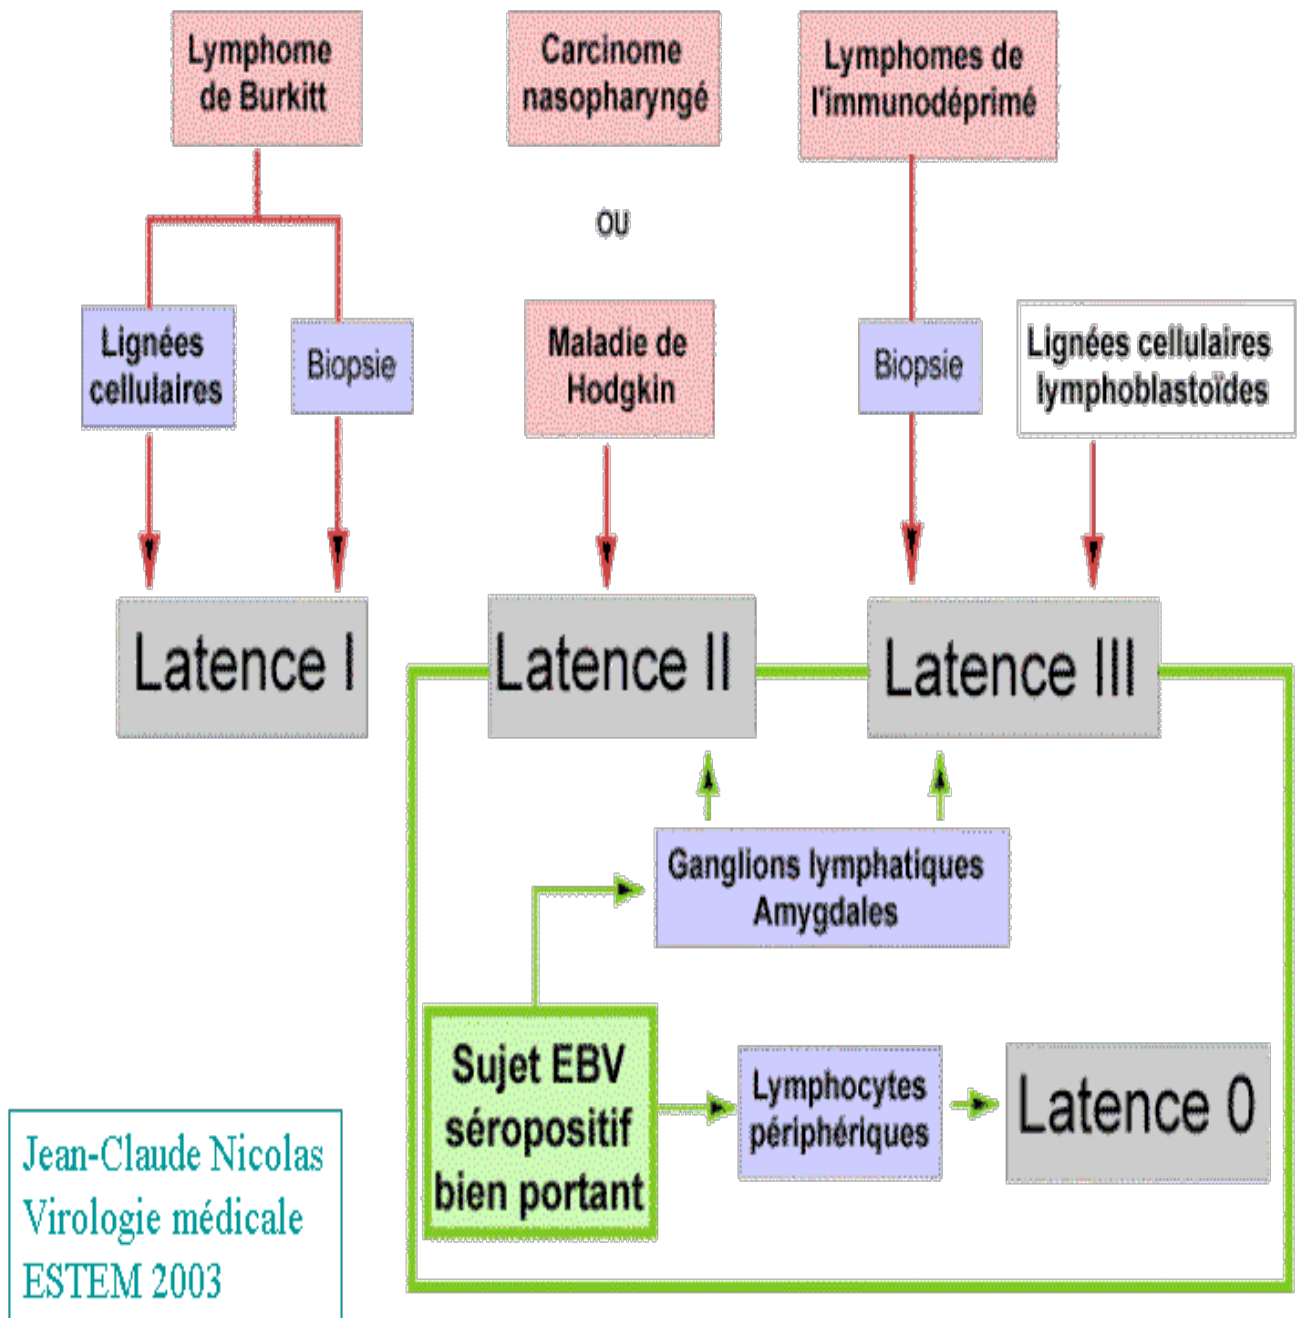 Lymphome
de Burkitt
Carcinome
nasopharyngé
Lymphomes de
l'immunodéprimé
OU
Lignées
cellulaires
Biopsie
Maladie de
Hodgkin
Biopsie
Lignées cellulaires
lymphoblastoïdes
Latence I
Latence II
Latence III
Ganglions lymphatiques
Amygdales
Sujet EBV
séropositif
bien portant
Lymphocytes
périphériques
Latence 0
Jean-Claude Nicolas
Virologie médicale
ESTEM 2003